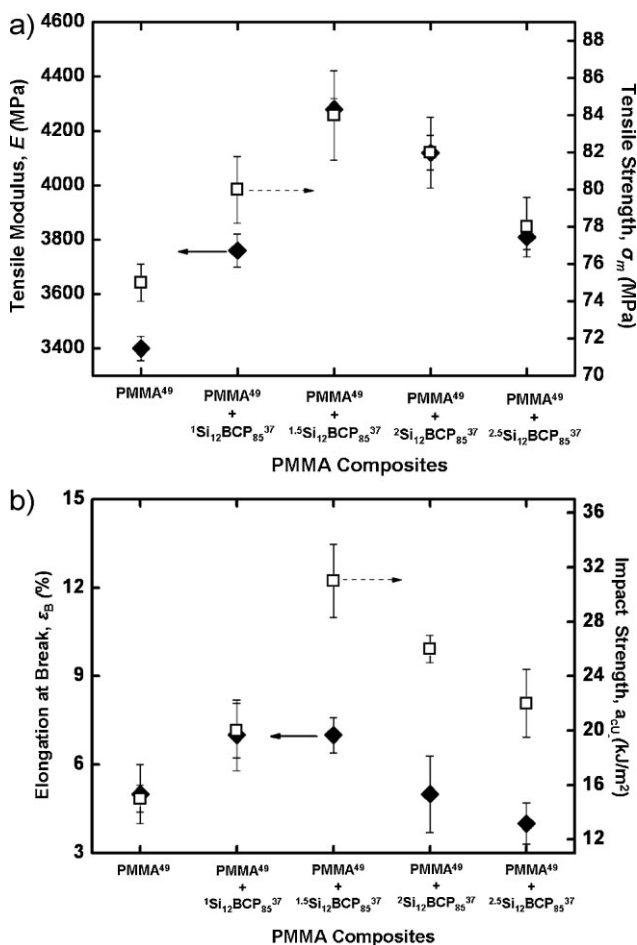 a)
4600
4400
4200
4000
3800
3600
3400
Tensile Modulus, E (MPa)
88
86
84
82
80
78
76
74
72
70
Tensile Strength, σm (MPa)
PMMA⁴⁹
PMMA⁴⁹
+
¹Si₁₂BCP₈₅³⁷
PMMA⁴⁹
+
¹·⁵Si₁₂BCP₈₅³⁷
PMMA⁴⁹
+
²Si₁₂BCP₈₅³⁷
PMMA⁴⁹
+
²·⁵Si₁₂BCP₈₅³⁷
PMMA Composites
b)
15
12
9
6
3
Elongation at Break, εB (%)
36
32
28
24
20
16
12
Impact Strength, acU (kJ/m²)
PMMA⁴⁹
PMMA⁴⁹
+
¹Si₁₂BCP₈₅³⁷
PMMA⁴⁹
+
¹·⁵Si₁₂BCP₈₅³⁷
PMMA⁴⁹
+
²Si₁₂BCP₈₅³⁷
PMMA⁴⁹
+
²·⁵Si₁₂BCP₈₅³⁷
PMMA Composites